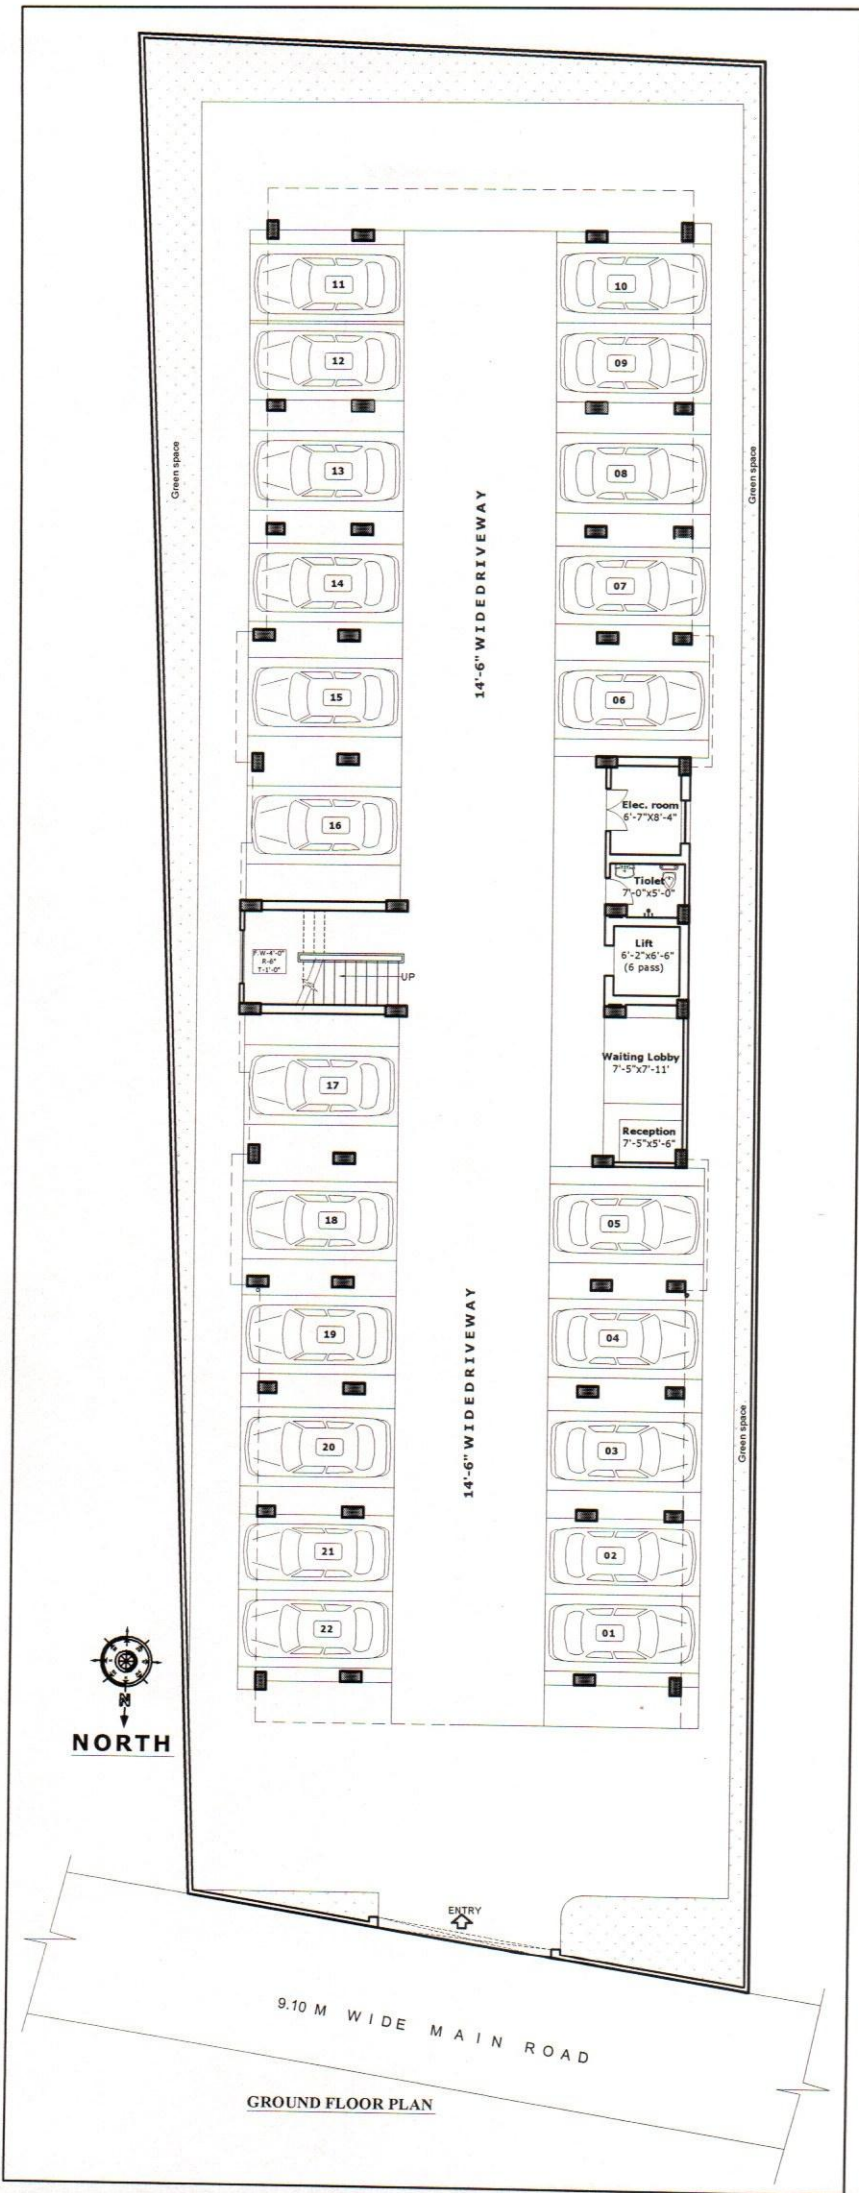 11
10
12
09
Green space
Green space
13
08
14'-6" WIDEDRIVEWAY
14
07
15
06
16
Elec. room
6'-7"X8'-4"
Tiolet
7'-0"x5'-0"
F.W-4'-0"
R-6"
T-1'-0"
UP
Lift
6'-2"x6'-6"
(6 pass)
Waiting Lobby
7'-5"x7'-11'
17
Reception
7'-5"x5'-6"
18
05
19
04
14'-6" WIDEDRIVEWAY
Green space
20
03
21
02
22
01
N
NORTH
ENTRY
9.10 M WIDE MAIN ROAD
GROUND FLOOR PLAN